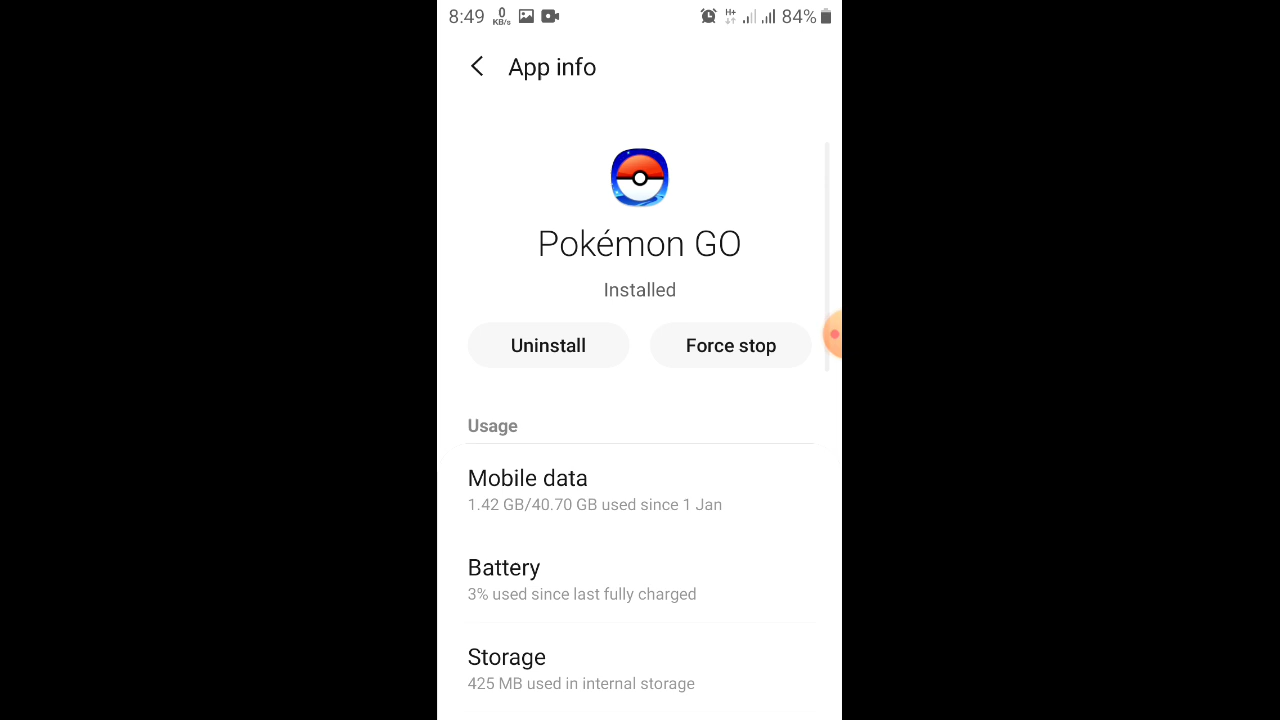 8:49 0 KB/s H+ 84%
App info
Pokémon GO
Installed
Uninstall Force stop
Usage
Mobile data
1.42 GB/40.70 GB used since 1 Jan
Battery
3% used since last fully charged
Storage
425 MB used in internal storage